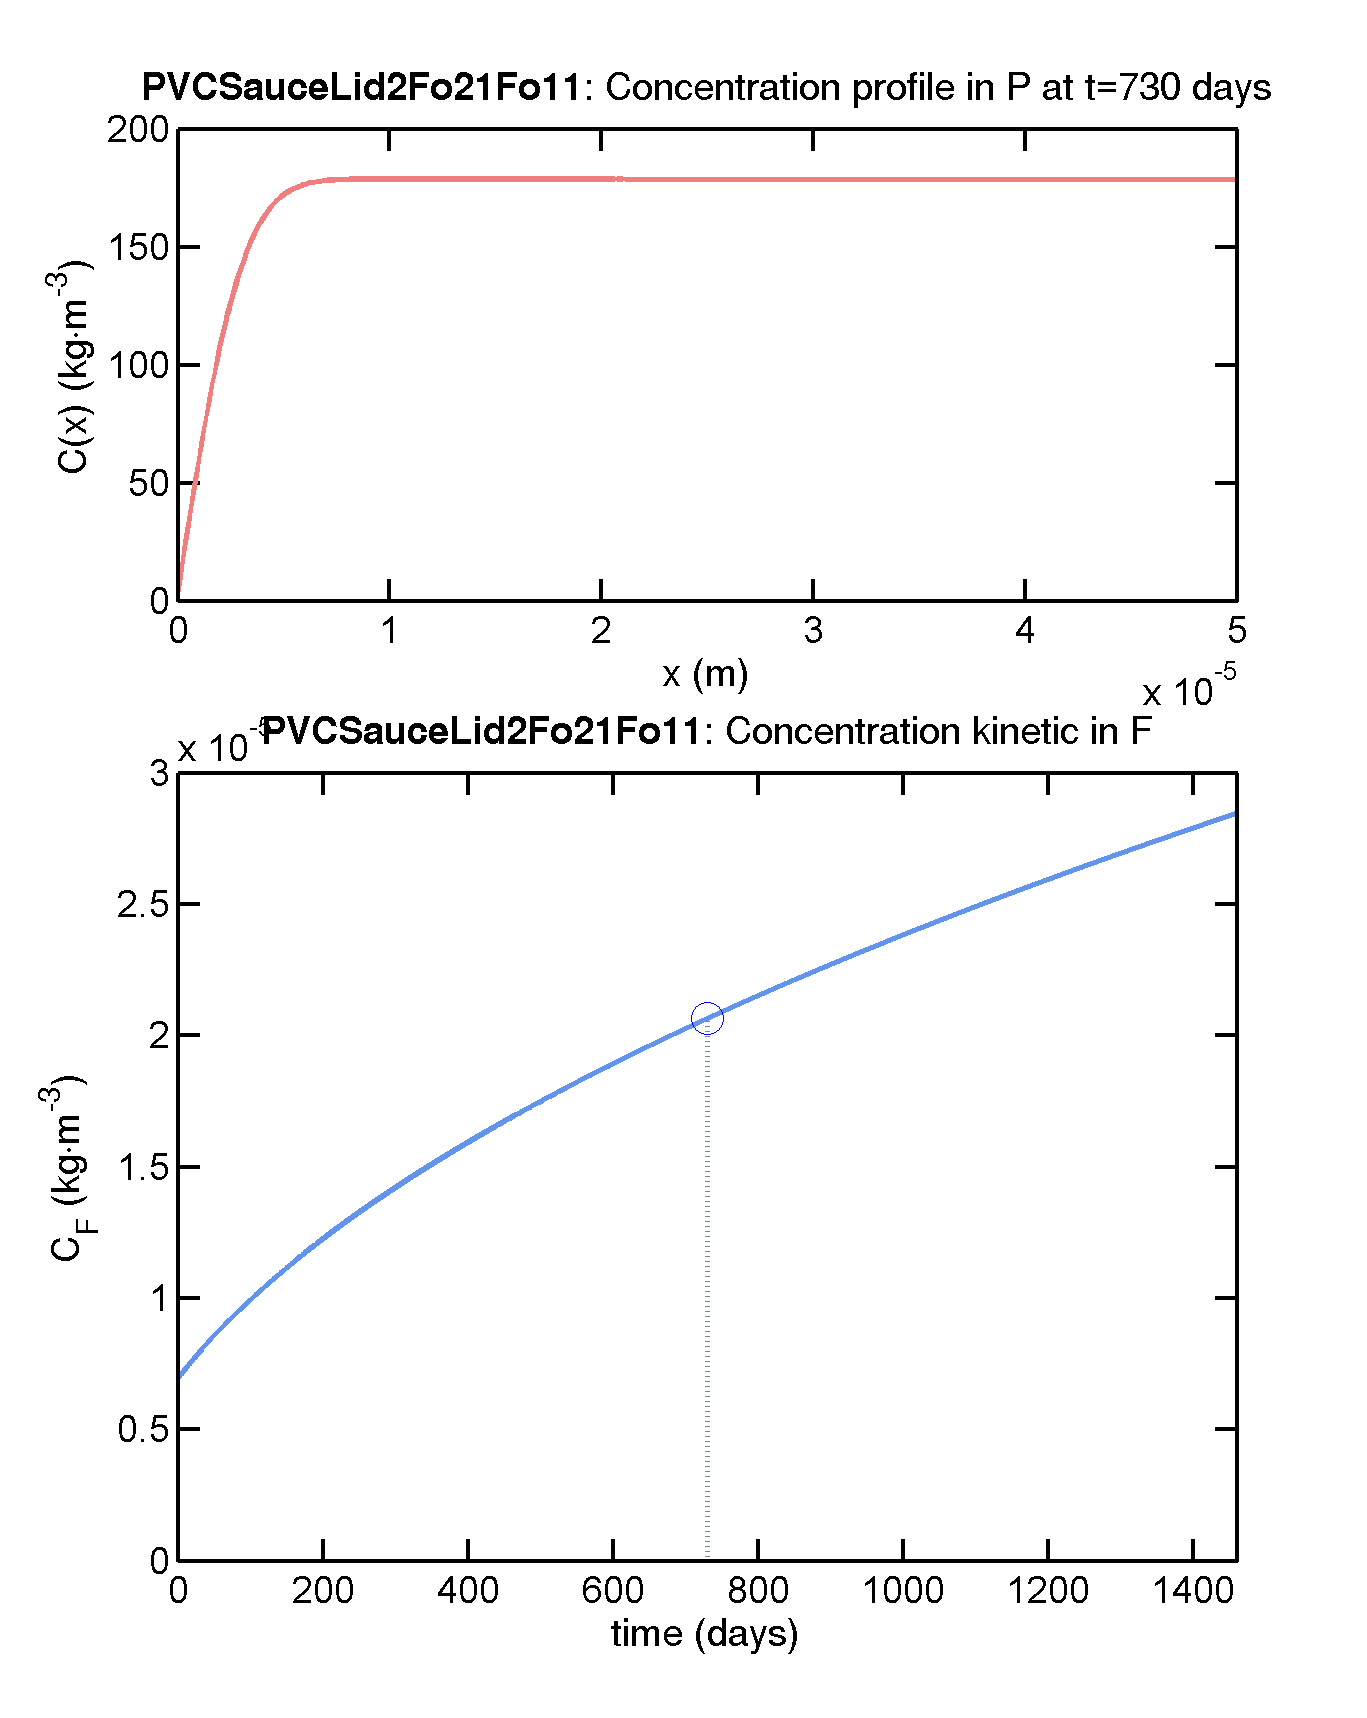 PVCSauceLid2Fo21Fo11: Concentration profile in P at t=730 days
200
150
100
50
0
C(x) (kg·m-3)
0 1 2 3 4 5
x (m)
x 10-5
PVCSauceLid2Fo21Fo11: Concentration kinetic in F
x 10-5
3
2.5
2
1.5
1
0.5
0
CF (kg·m-3)
0 200 400 600 800 1000 1200 1400
time (days)